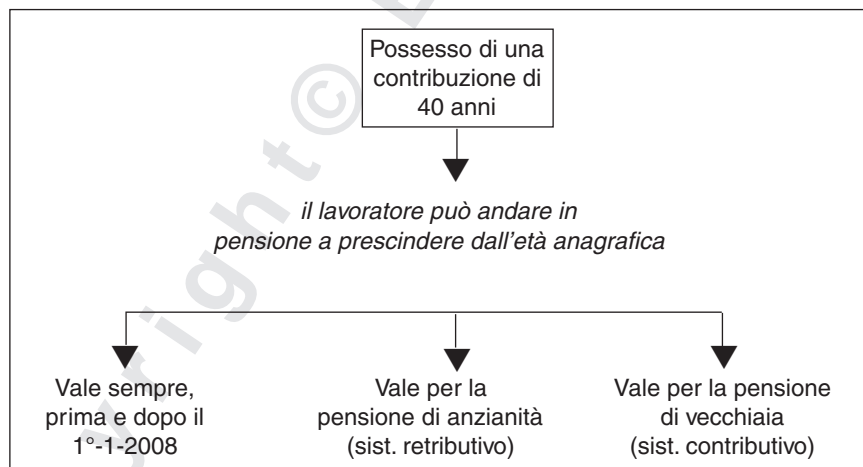 Possesso di una
contribuzione di
40 anni
il lavoratore può andare in
pensione a prescindere dall'età anagrafica
Vale sempre,
prima e dopo il
1°-1-2008
Vale per la
pensione di anzianità
(sist. retributivo)
Vale per la pensione
di vecchiaia
(sist. contributivo)
yright ©